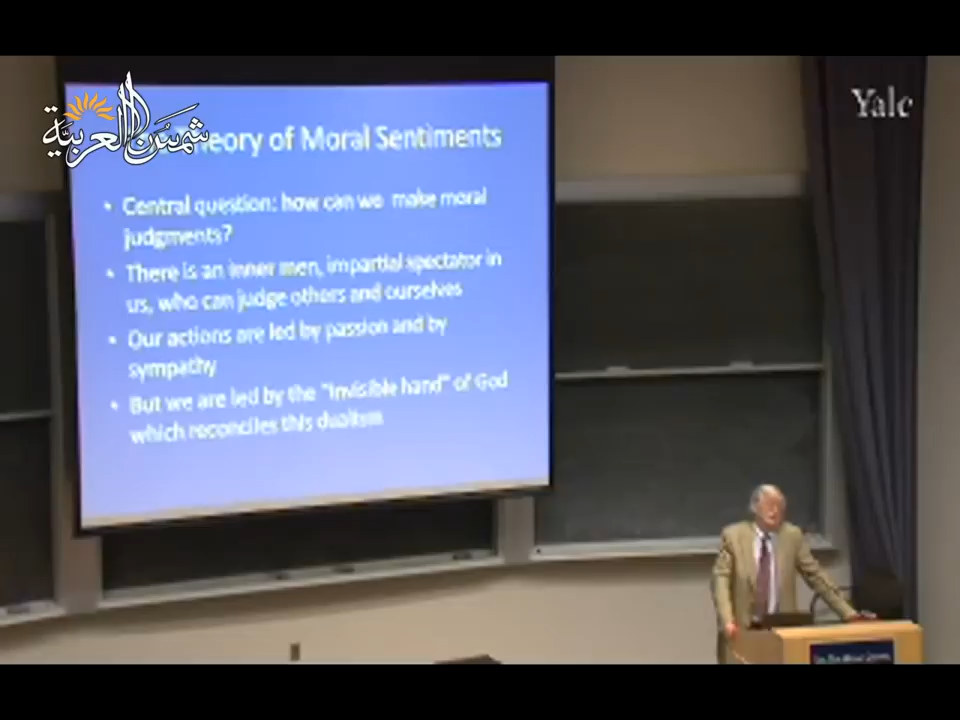 شمس العربية
Yale
Theory of Moral Sentiments
• Central question: how can we make moral
judgments?
• There is an inner men, impartial spectator in
us, who can judge others and ourselves
• Our actions are led by passion and by
sympathy
• But we are led by the "invisible hand" of God
which reconciles this dualism